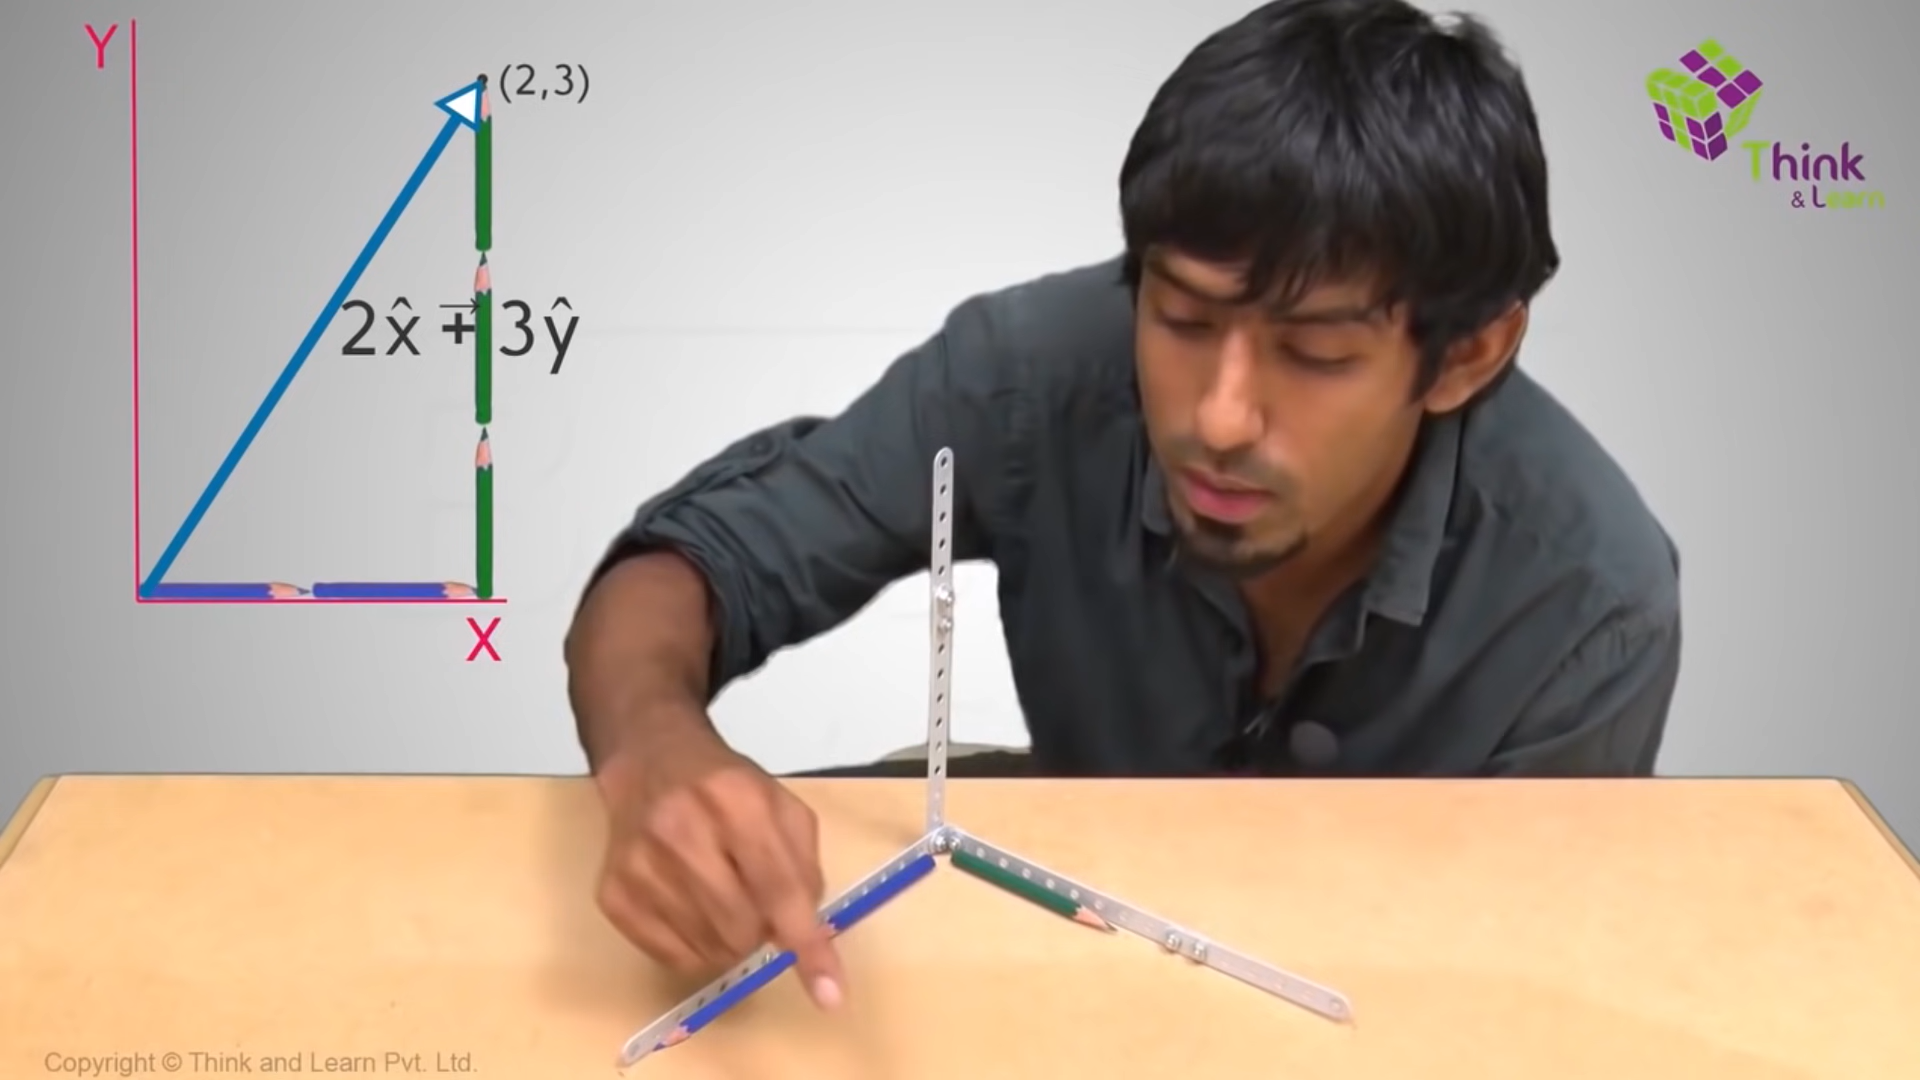 Y
(2,3)
2x̂ + 3ŷ
X
Think
& Learn
Copyright © Think and Learn Pvt. Ltd.